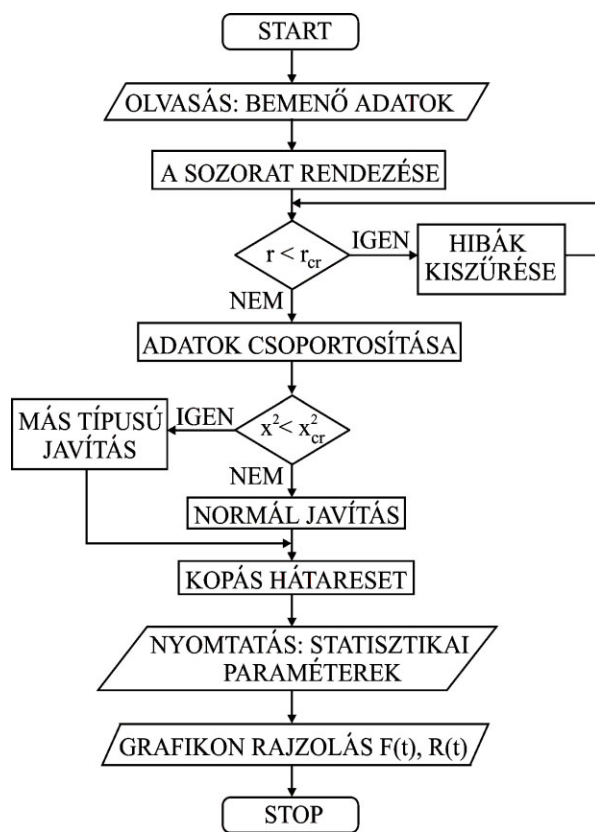 START
OLVASÁS: BEMENŐ ADATOK
A SOZORAT RENDEZÉSE
r < r_cr
IGEN
HIBÁK
KISZŰRÉSE
NEM
ADATOK CSOPORTOSÍTÁSA
x² < x²_cr
IGEN
MÁS TÍPUSÚ
JAVÍTÁS
NEM
NORMÁL JAVÍTÁS
KOPÁS HÁTARESET
NYOMTATÁS: STATISZTIKAI
PARAMÉTEREK
GRAFIKON RAJZOLÁS F(t), R(t)
STOP